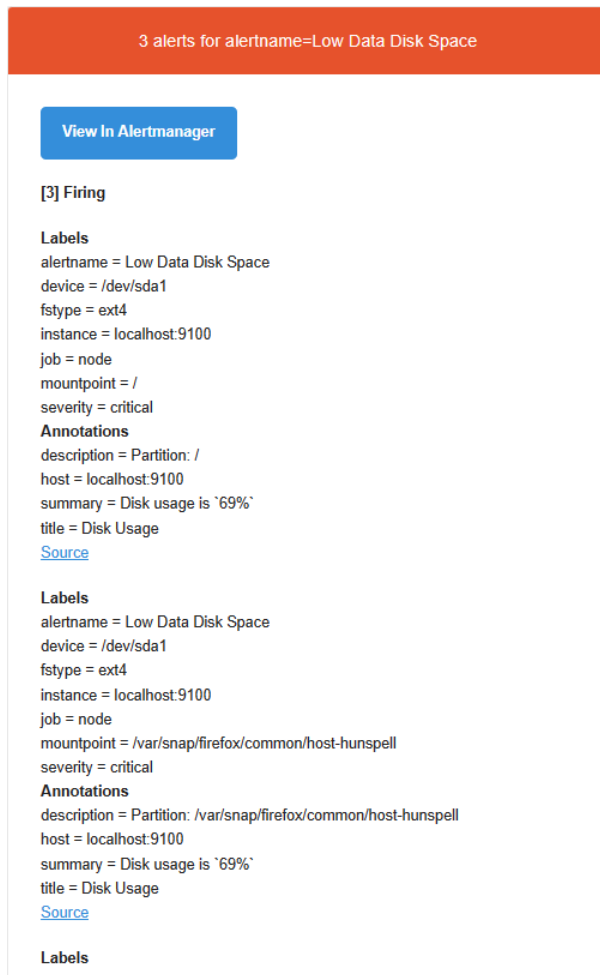 3 alerts for alertname=Low Data Disk Space
View In Alertmanager
[3] Firing
Labels
alertname = Low Data Disk Space
device = /dev/sda1
fstype = ext4
instance = localhost:9100
job = node
mountpoint = /
severity = critical
Annotations
description = Partition: /
host = localhost:9100
summary = Disk usage is `69%`
title = Disk Usage
Source
Labels
alertname = Low Data Disk Space
device = /dev/sda1
fstype = ext4
instance = localhost:9100
job = node
mountpoint = /var/snap/firefox/common/host-hunspell
severity = critical
Annotations
description = Partition: /var/snap/firefox/common/host-hunspell
host = localhost:9100
summary = Disk usage is `69%`
title = Disk Usage
Source
Labels